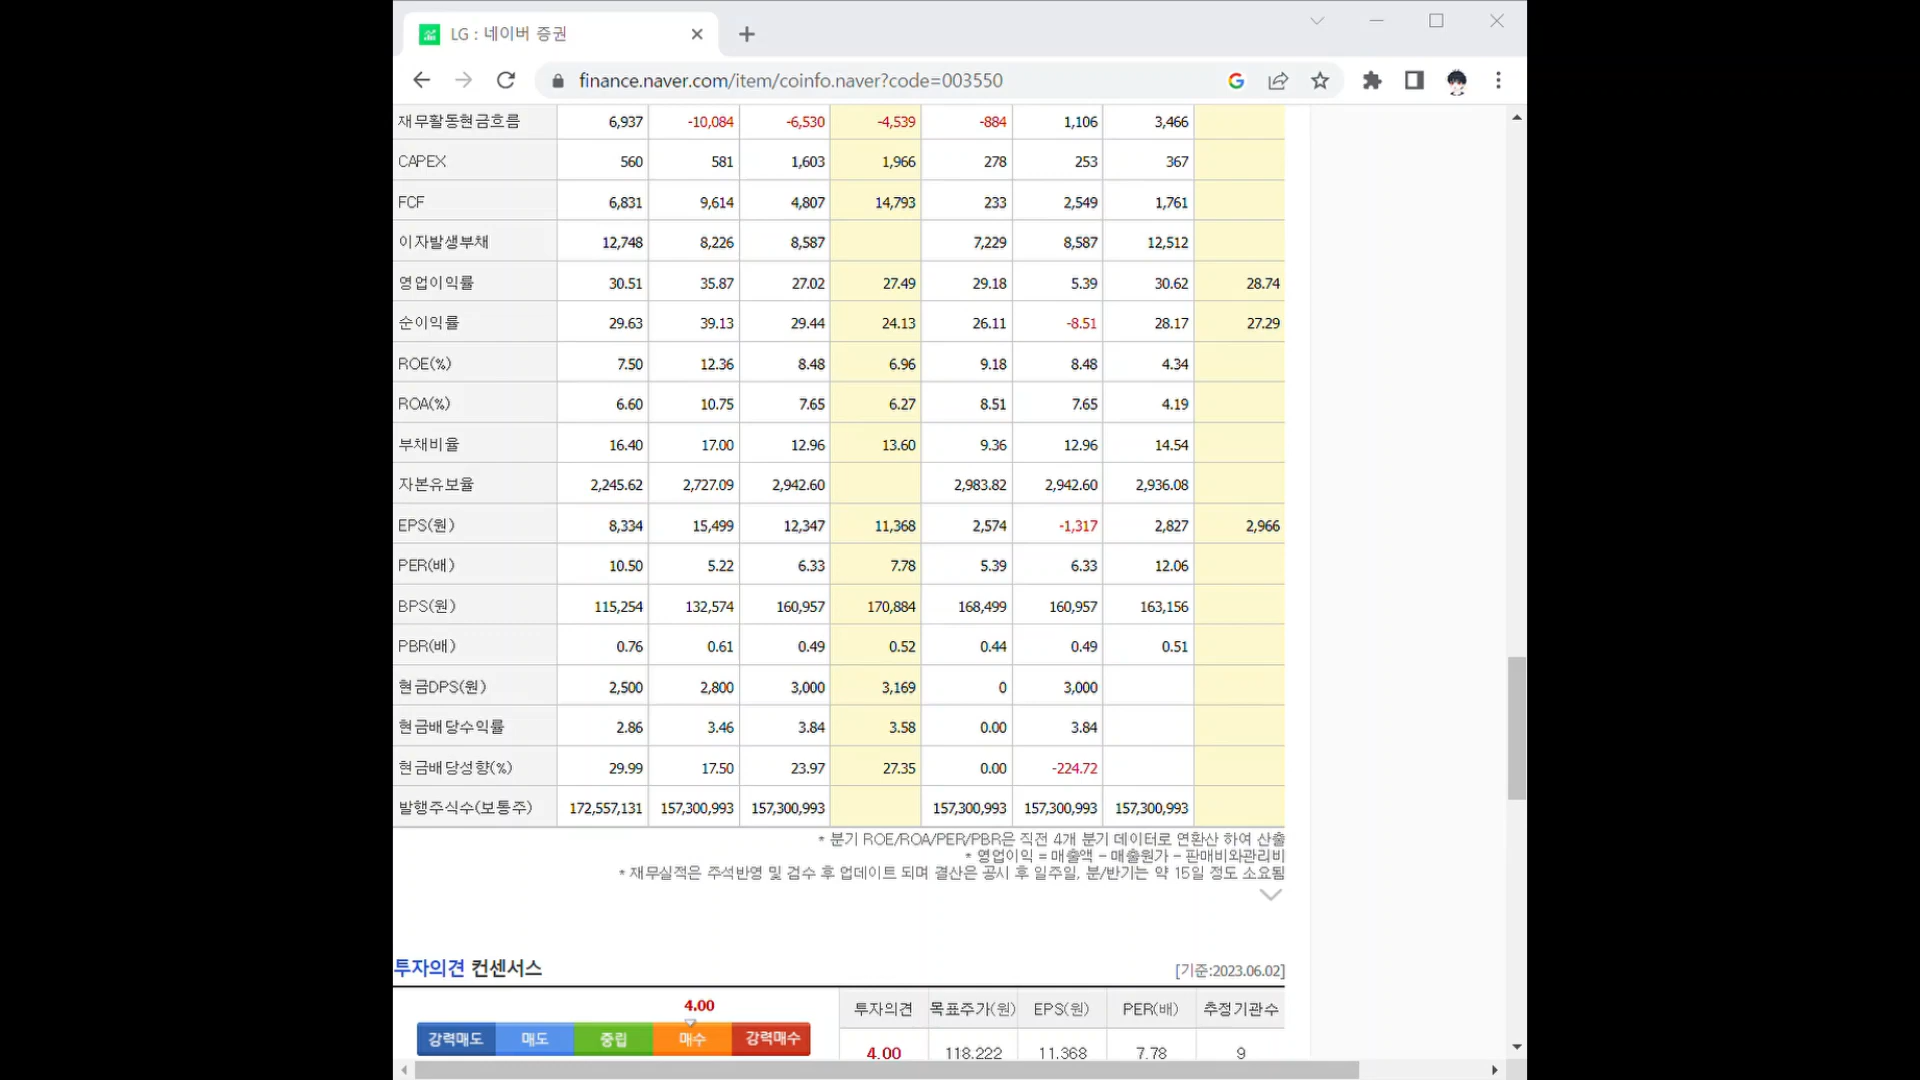 LG : 네이버 증권
finance.naver.com/item/coinfo.naver?code=003550
재무활동현금흐름 6,937 -10,084 -6,530 -4,539 -884 1,106 3,466
CAPEX 560 581 1,603 1,966 278 253 367
FCF 6,831 9,614 4,807 14,793 233 2,549 1,761
이자발생부채 12,748 8,226 8,587 7,229 8,587 12,512
영업이익률 30.51 35.87 27.02 27.49 29.18 5.39 30.62 28.74
순이익률 29.63 39.13 29.44 24.13 26.11 -8.51 28.17 27.29
ROE(%) 7.50 12.36 8.48 6.96 9.18 8.48 4.34
ROA(%) 6.60 10.75 7.65 6.27 8.51 7.65 4.19
부채비율 16.40 17.00 12.96 13.60 9.36 12.96 14.54
자본유보율 2,245.62 2,727.09 2,942.60 2,983.82 2,942.60 2,936.08
EPS(원) 8,334 15,499 12,347 11,368 2,574 -1,317 2,827 2,966
PER(배) 10.50 5.22 6.33 7.78 5.39 6.33 12.06
BPS(원) 115,254 132,574 160,957 170,884 168,499 160,957 163,156
PBR(배) 0.76 0.61 0.49 0.52 0.44 0.49 0.51
현금DPS(원) 2,500 2,800 3,000 3,169 0 3,000
현금배당수익률 2.86 3.46 3.84 3.58 0.00 3.84
현금배당성향(%) 29.99 17.50 23.97 27.35 0.00 -224.72
발행주식수(보통주) 172,557,131 157,300,993 157,300,993 157,300,993 157,300,993 157,300,993
* 분기 ROE/ROA/PER/PBR은 직전 4개 분기 데이터로 연환산 하여 산출
* 영업이익 = 매출액 - 매출원가 - 판매비와관리비
* 재무실적은 주석반영 및 검수 후 업데이트 되며 결산은 공시 후 일주일, 분/반기는 약 15일 정도 소요됨
투자의견 컨센서스 [기준:2023.06.02]
4.00
강력매도 매도 중립 매수 강력매수
투자의견 목표주가(원) EPS(원) PER(배) 추정기관수
4.00 118,222 11,368 7.78 9